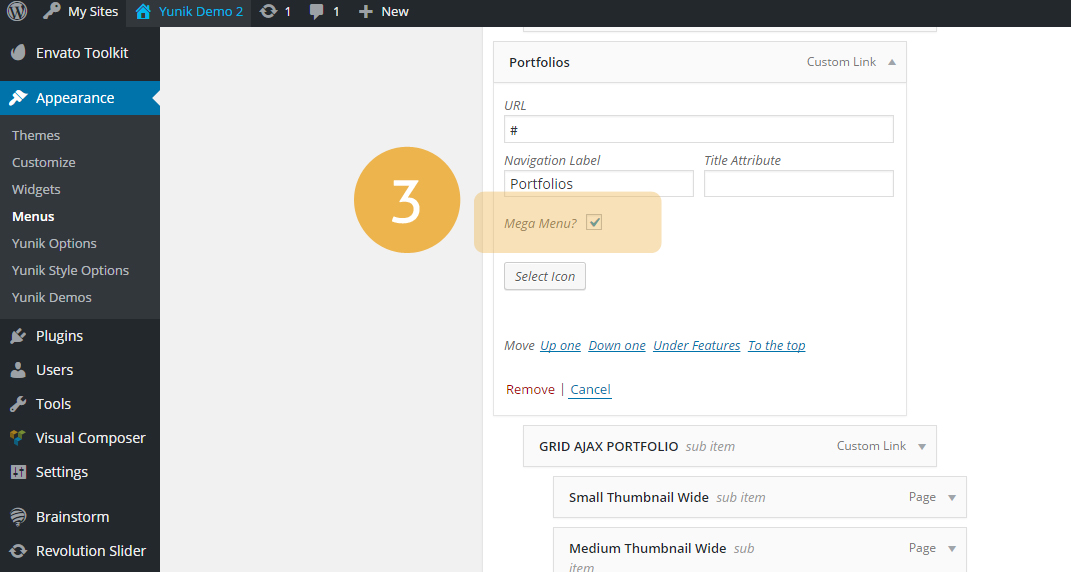 My Sites Yunik Demo 2 1 1 New
Envato Toolkit
Appearance
Themes
Customize
Widgets
Menus
Yunik Options
Yunik Style Options
Yunik Demos
Plugins
Users
Tools
Visual Composer
Settings
Brainstorm
Revolution Slider
3
Portfolios Custom Link
URL
#
Navigation Label Title Attribute
Portfolios
Mega Menu?
Select Icon
Move Up one Down one Under Features To the top
Remove | Cancel
GRID AJAX PORTFOLIO sub item Custom Link
Small Thumbnail Wide sub item Page
Medium Thumbnail Wide sub Page
item